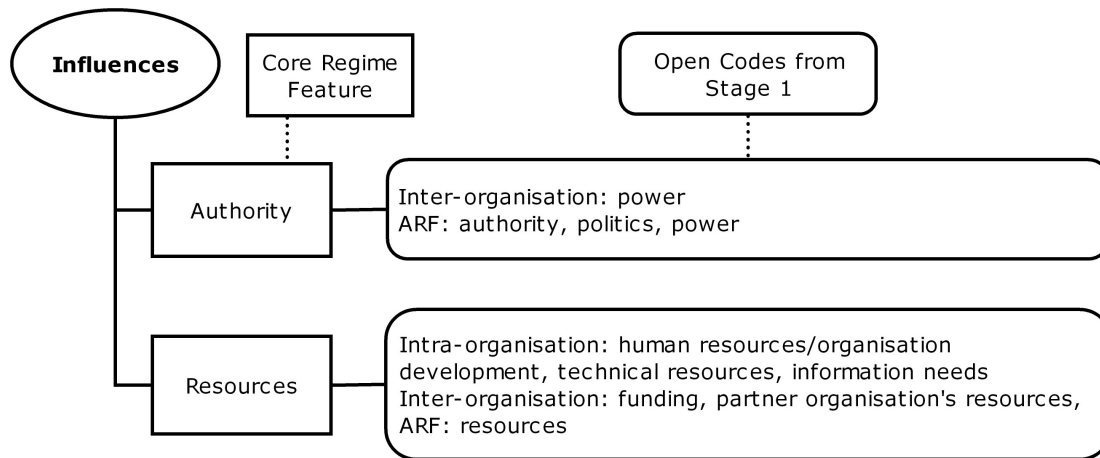 Influences
Core Regime
Feature
Open Codes from
Stage 1
Authority
Inter-organisation: power
ARF: authority, politics, power
Resources
Intra-organisation: human resources/organisation
development, technical resources, information needs
Inter-organisation: funding, partner organisation's resources,
ARF: resources